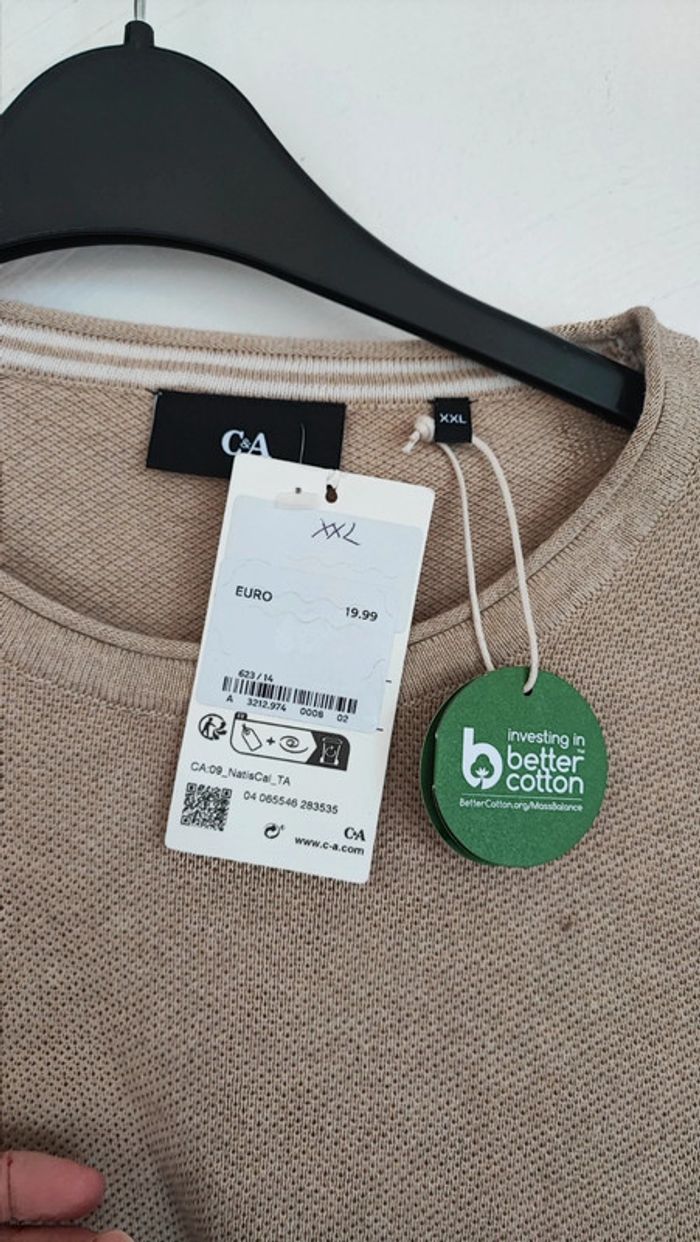 C&A
XXL
XXL
EURO
19.99
623/14
A 3212.974 0008 02
CA:09_NatisCal_TA
04 065546 283535
C&A
www.c-a.com
investing in
better
cotton
BetterCotton.org/MassBalance